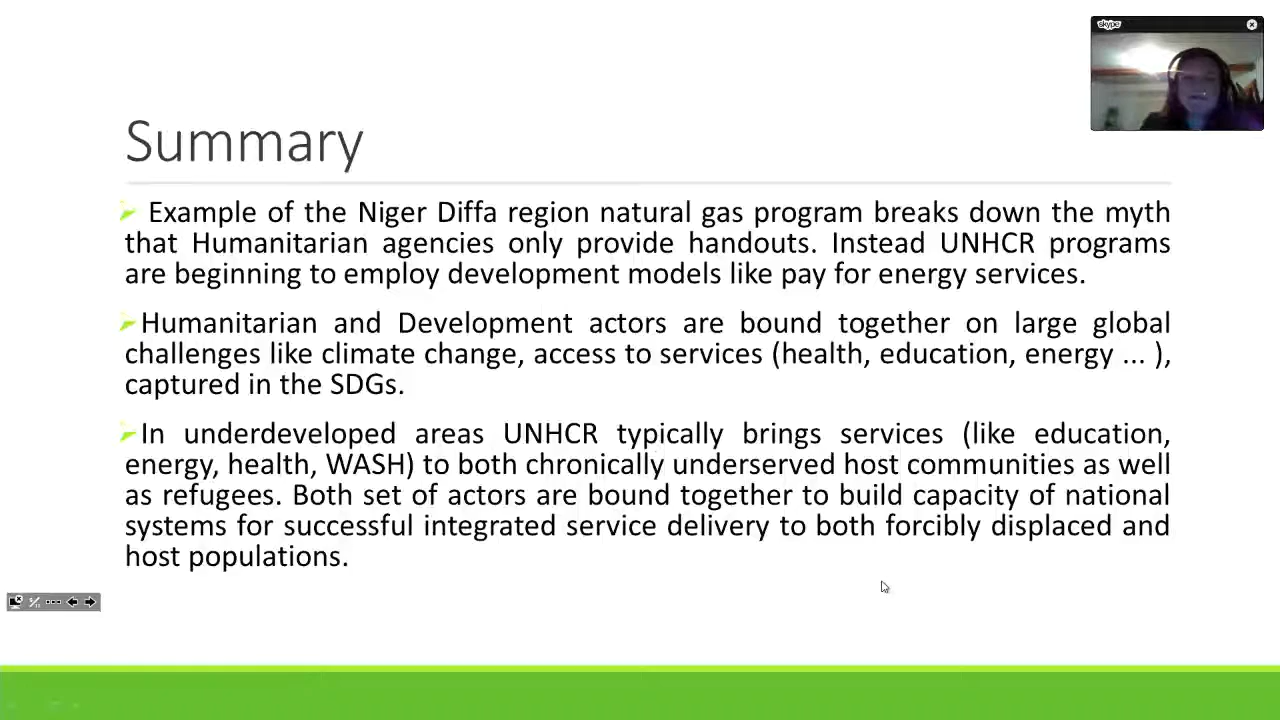 skype
Summary
Example of the Niger Diffa region natural gas program breaks down the myth
that Humanitarian agencies only provide handouts. Instead UNHCR programs
are beginning to employ development models like pay for energy services.
Humanitarian and Development actors are bound together on large global
challenges like climate change, access to services (health, education, energy ... ),
captured in the SDGs.
In underdeveloped areas UNHCR typically brings services (like education,
energy, health, WASH) to both chronically underserved host communities as well
as refugees. Both set of actors are bound together to build capacity of national
systems for successful integrated service delivery to both forcibly displaced and
host populations.